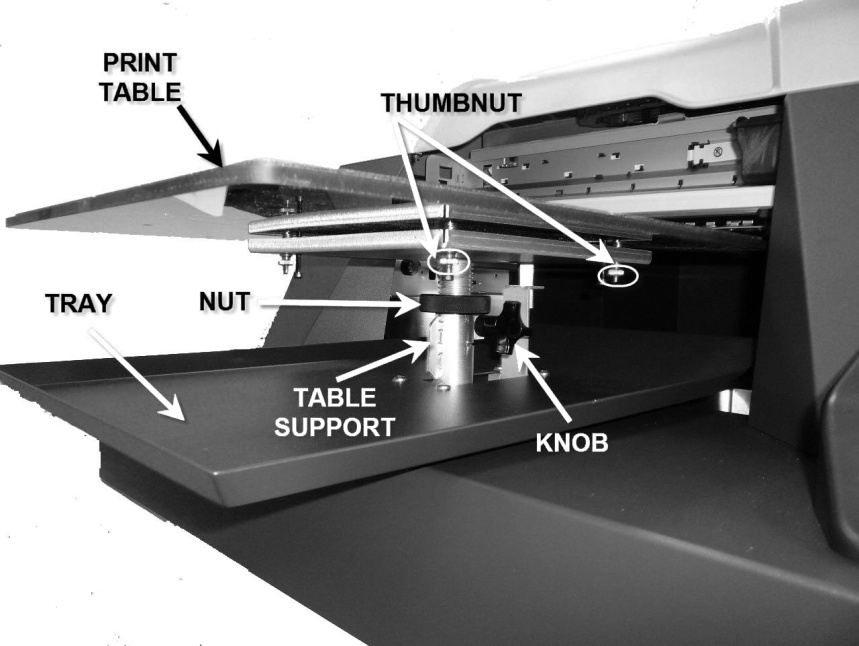 PRINT
TABLE
THUMBNUT
TRAY
NUT
TABLE
SUPPORT
KNOB